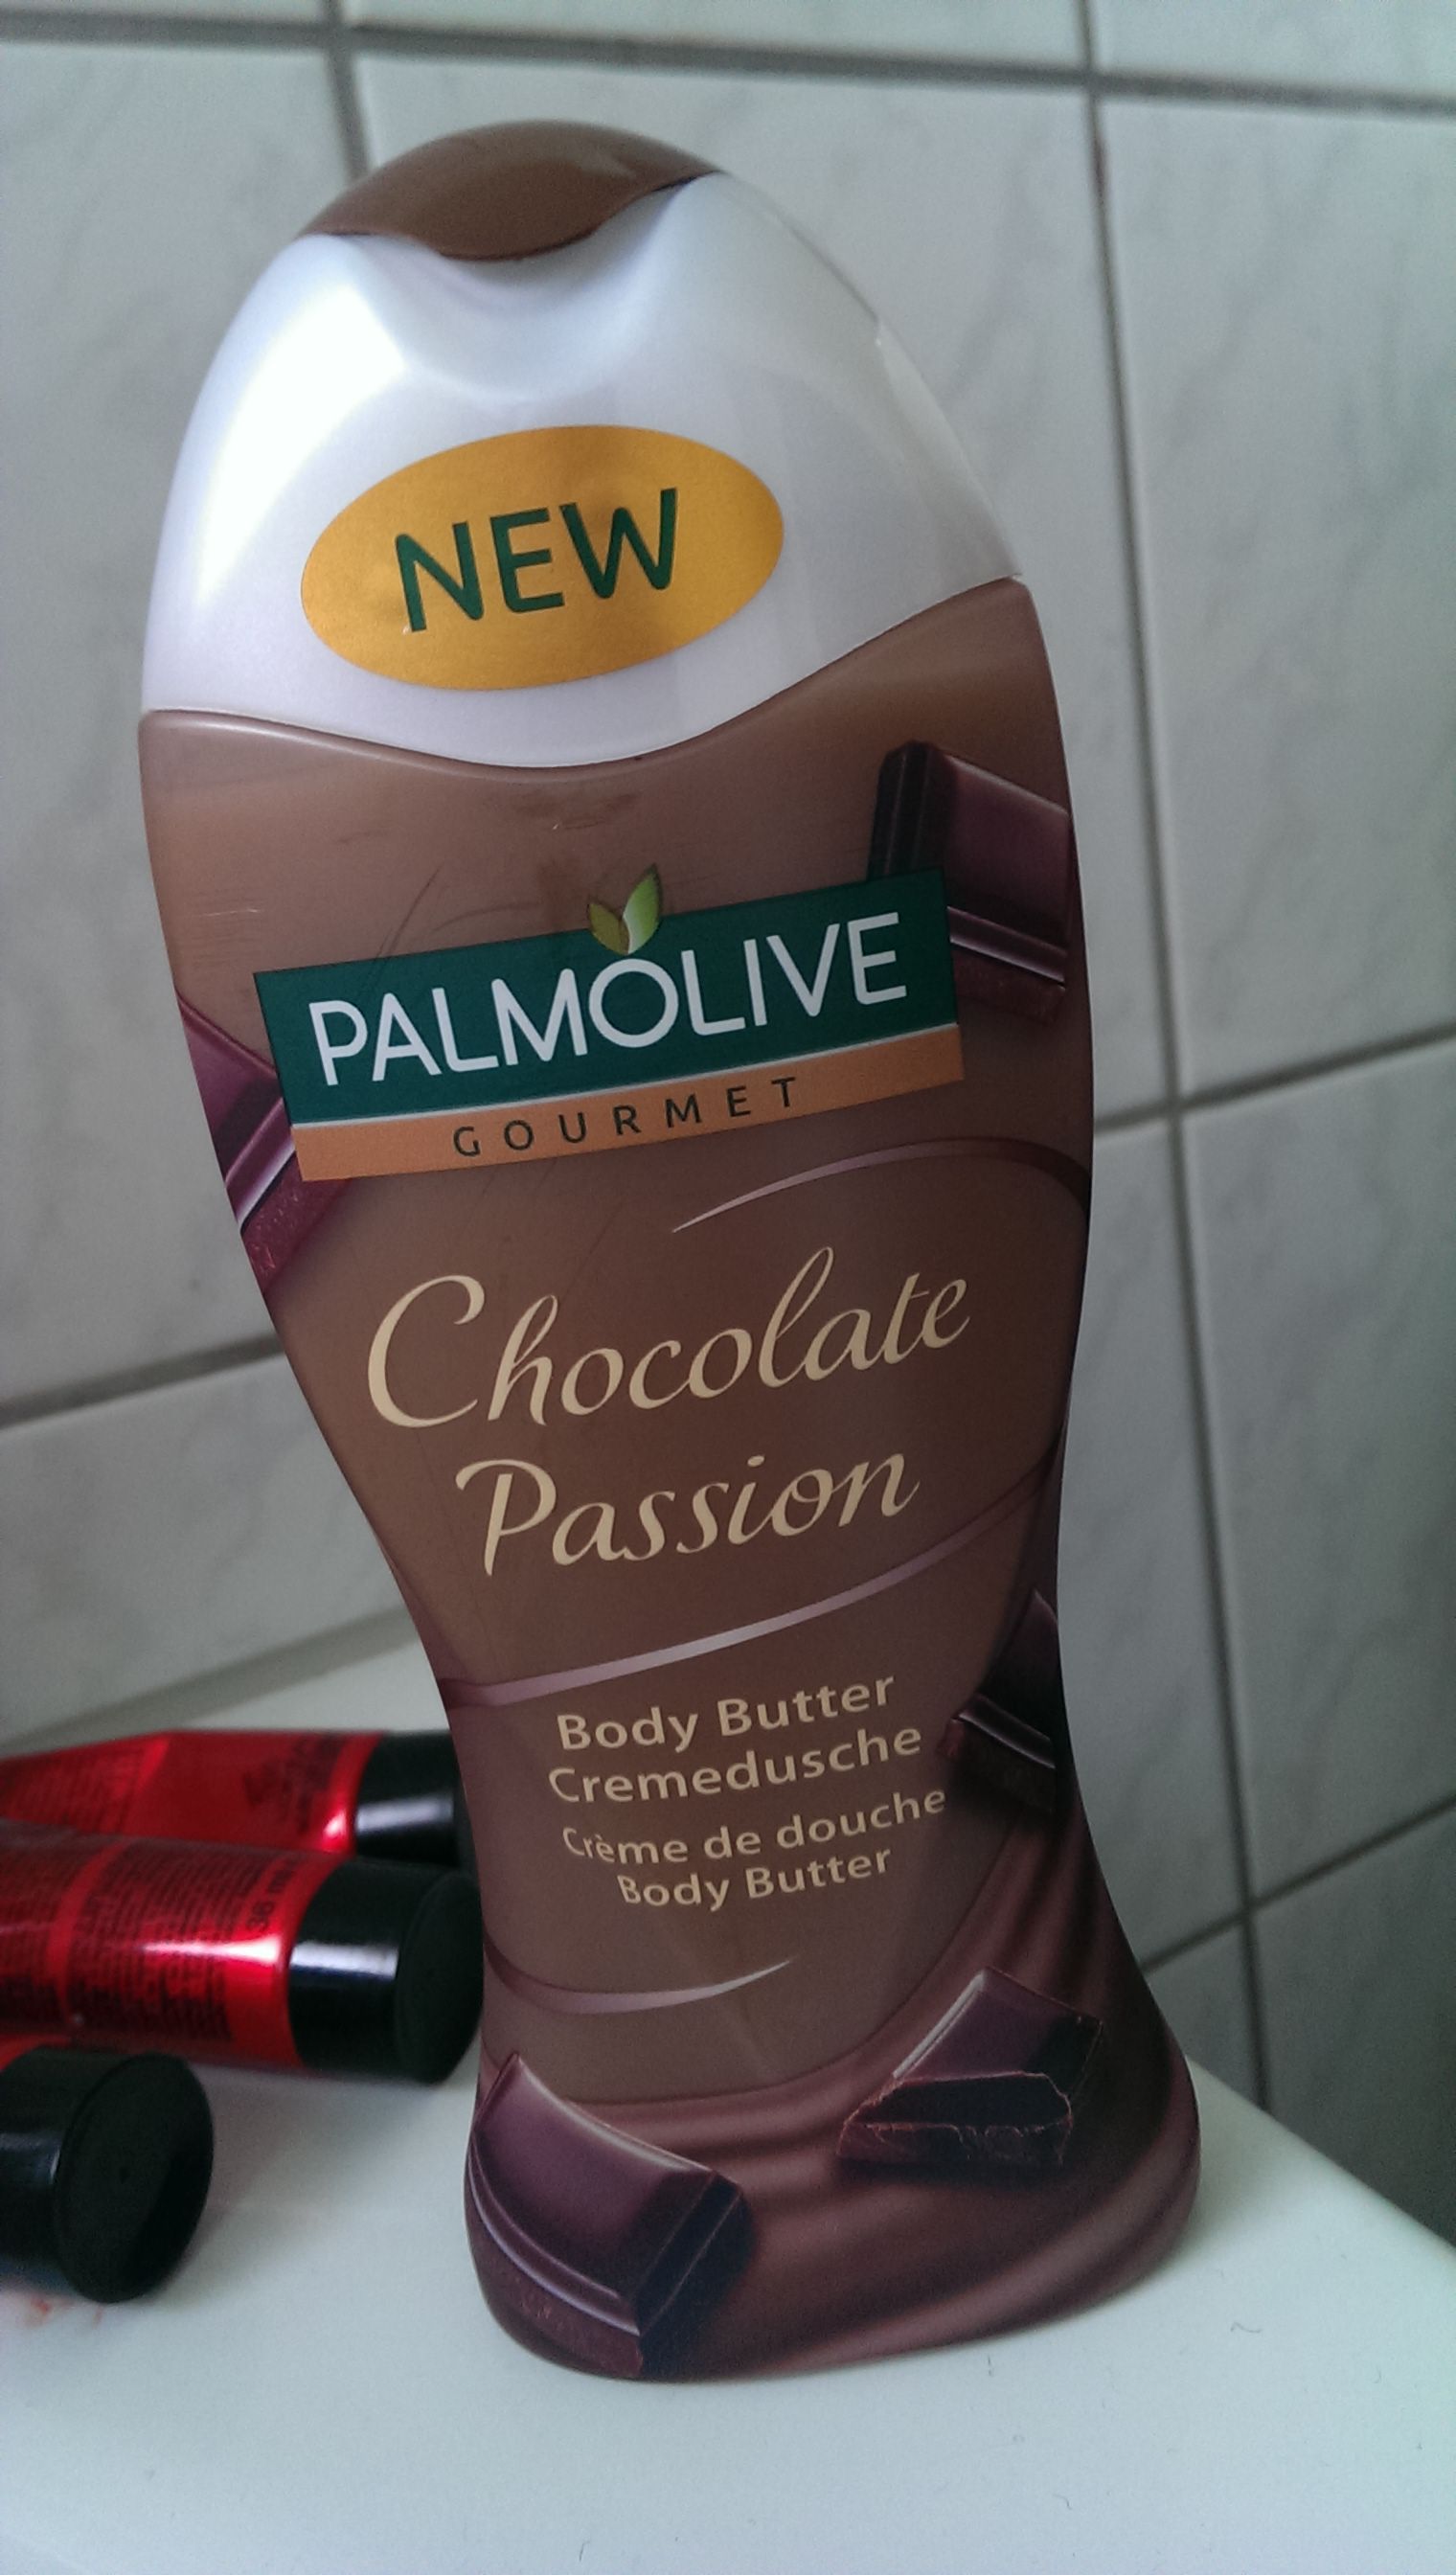 NEW
PALMOLIVE
GOURMET
Chocolate
Passion
Body Butter
Cremedusche
Crème de douche
Body Butter